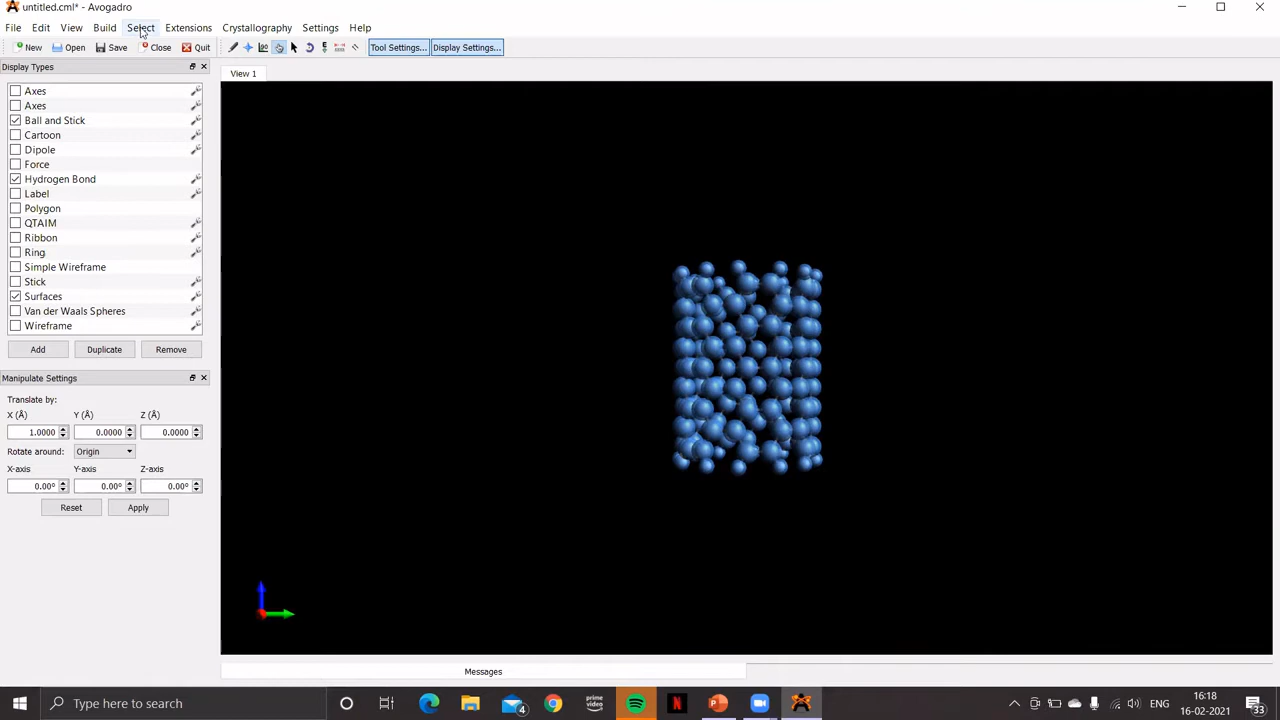 untitled.cml* - Avogadro
File Edit View Build Select Extensions Crystallography Settings Help
New Open Save Close Quit Tool Settings... Display Settings...
Display Types
View 1
Axes
Axes
Ball and Stick
Cartoon
Dipole
Force
Hydrogen Bond
Label
Polygon
QTAIM
Ribbon
Ring
Simple Wireframe
Stick
Surfaces
Van der Waals Spheres
Wireframe
Add Duplicate Remove
Manipulate Settings
Translate by:
X (Å) Y (Å) Z (Å)
1.0000 0.0000 0.0000
Rotate around: Origin
X-axis Y-axis Z-axis
0.00° 0.00° 0.00°
Reset Apply
Messages
Type here to search
4
prime video
N
ENG
16:18
16-02-2021
33